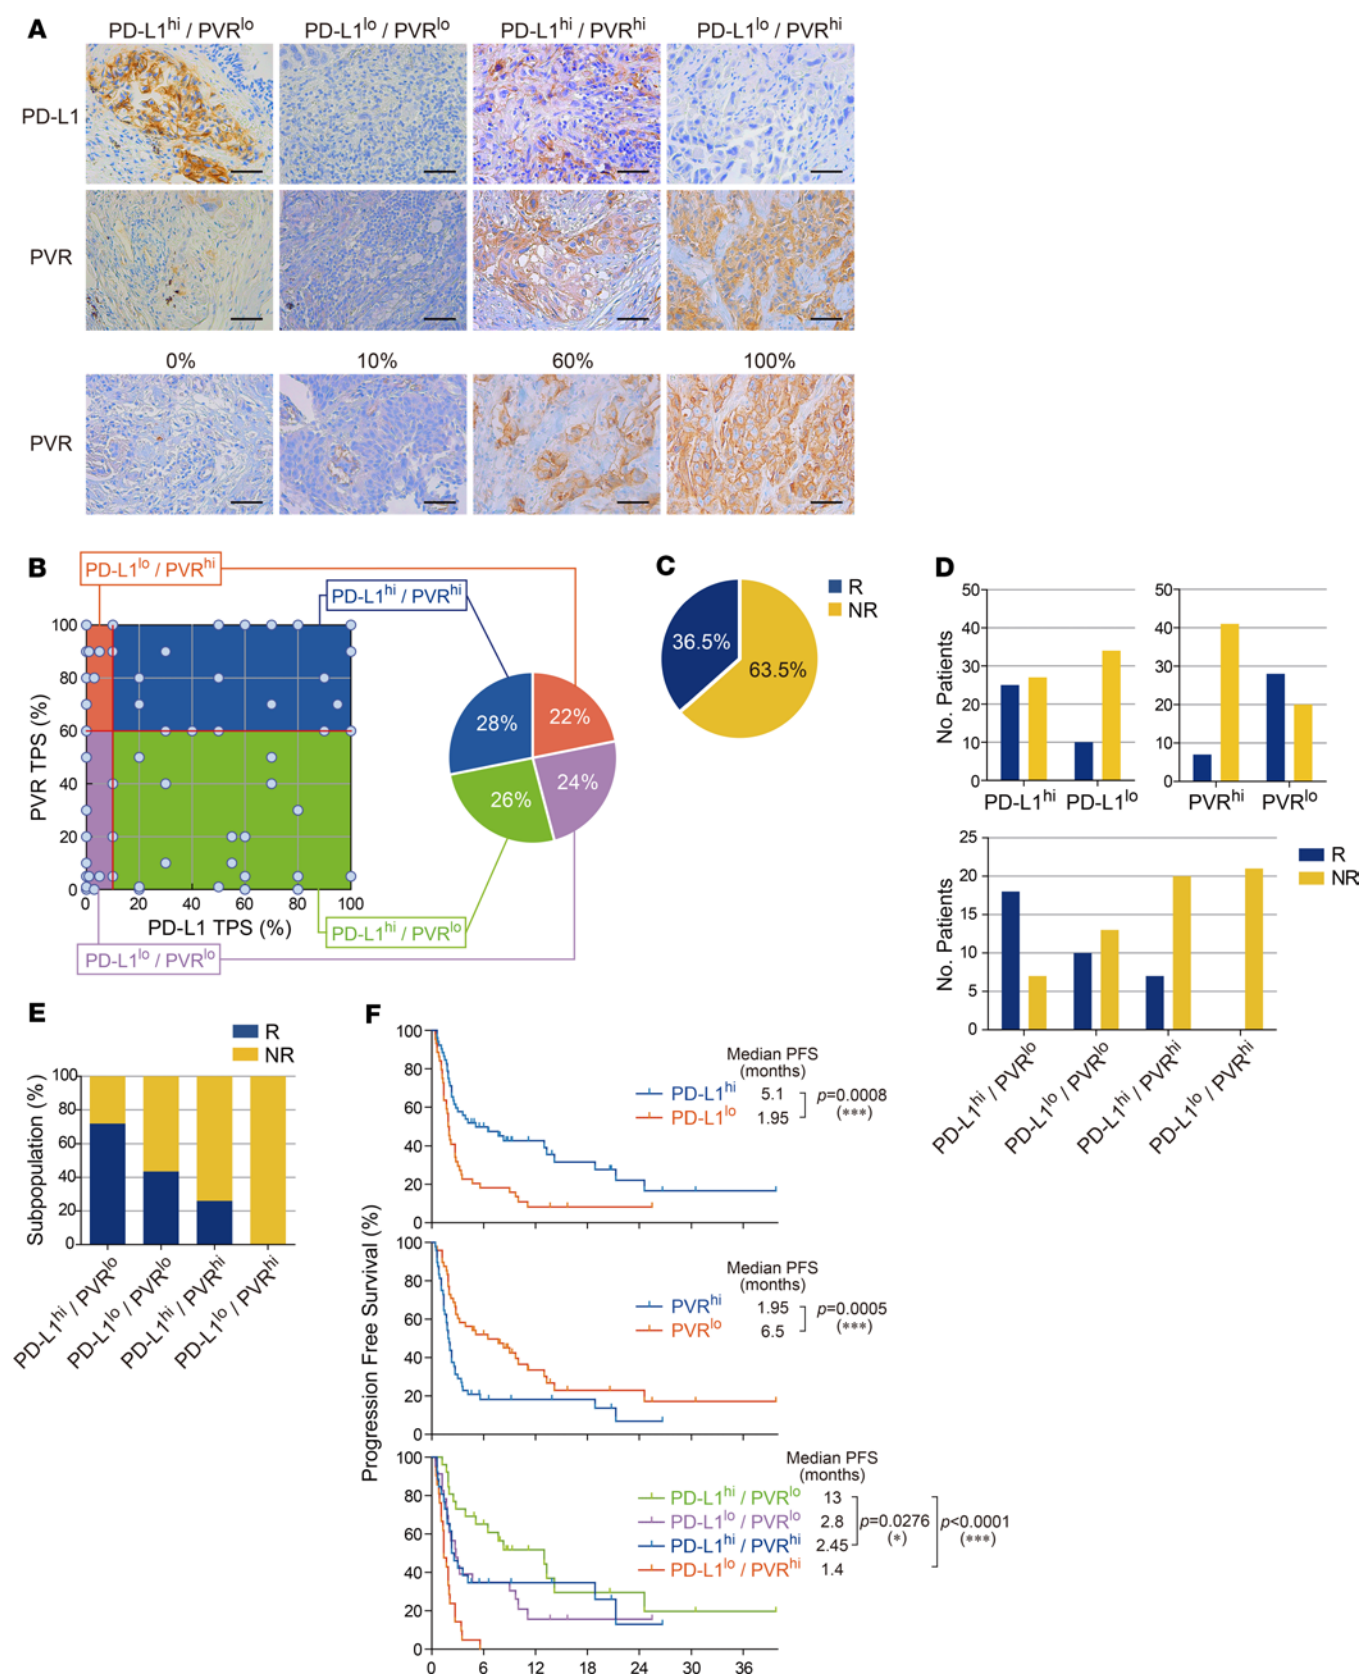 A
PD-L1hi / PVRlo
PD-L1lo / PVRlo
PD-L1hi / PVRhi
PD-L1lo / PVRhi
PD-L1
PVR
0%
10%
60%
100%
PVR
B
PD-L1lo / PVRhi
PD-L1hi / PVRhi
PVR TPS (%)
100
80
60
40
20
0
0
20
40
60
80
100
PD-L1 TPS (%)
28%
22%
26%
24%
PD-L1hi / PVRlo
PD-L1lo / PVRlo
C
R
NR
36.5%
63.5%
D
No. Patients
50
40
30
20
10
0
PD-L1hi
PD-L1lo
50
40
30
20
10
0
PVRhi
PVRlo
No. Patients
25
20
15
10
5
0
R
NR
PD-L1hi / PVRlo
PD-L1lo / PVRlo
PD-L1hi / PVRhi
PD-L1lo / PVRhi
E
R
NR
Subpopulation (%)
100
80
60
40
20
0
PD-L1hi / PVRlo
PD-L1lo / PVRlo
PD-L1hi / PVRhi
PD-L1lo / PVRhi
F
Progression Free Survival (%)
100
80
60
40
20
0
Median PFS
(months)
PD-L1hi 5.1
PD-L1lo 1.95
p=0.0008
(***)
100
80
60
40
20
0
Median PFS
(months)
PVRhi 1.95
PVRlo 6.5
p=0.0005
(***)
100
80
60
40
20
0
Median PFS
(months)
PD-L1hi / PVRlo 13
PD-L1lo / PVRlo 2.8
PD-L1hi / PVRhi 2.45
PD-L1lo / PVRhi 1.4
p=0.0276
(*)
p<0.0001
(***)
0
6
12
18
24
30
36